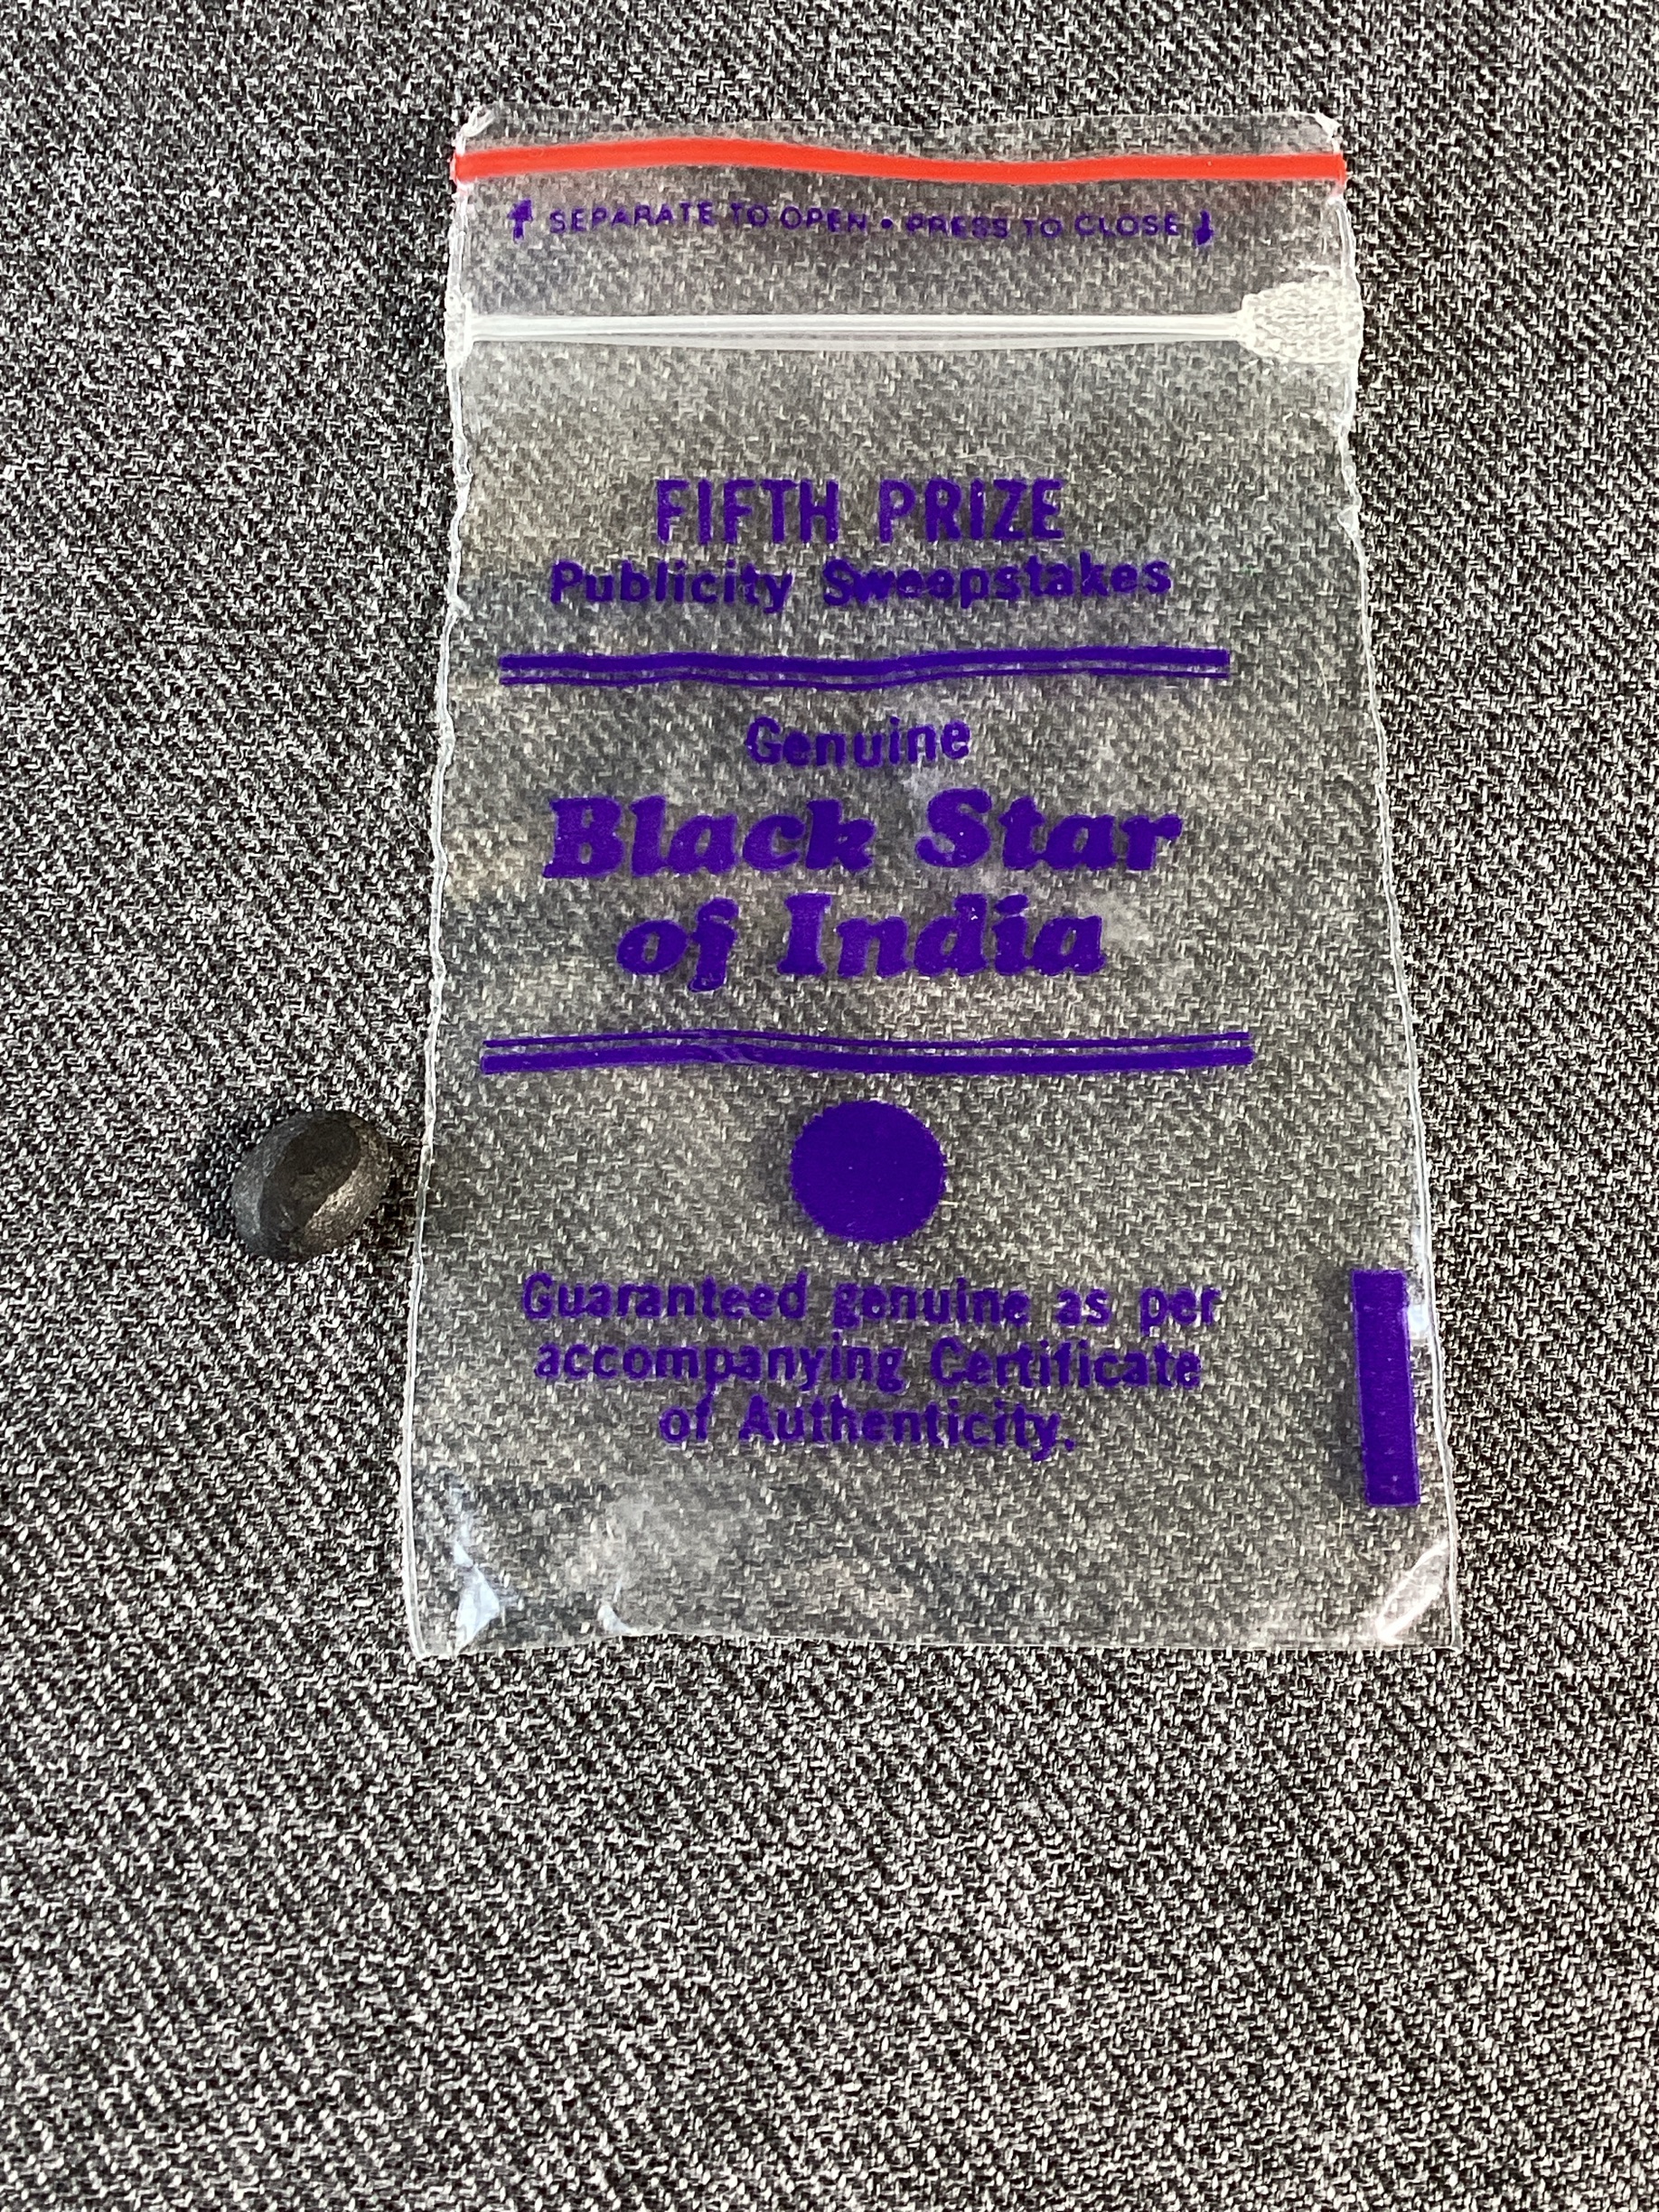 ↑ SEPARATE TO OPEN • PRESS TO CLOSE ↓
FIFTH PRIZE
Publicity Sweepstakes
Genuine
Black Star
of India
Guaranteed genuine as per
accompanying Certificate
of Authenticity.